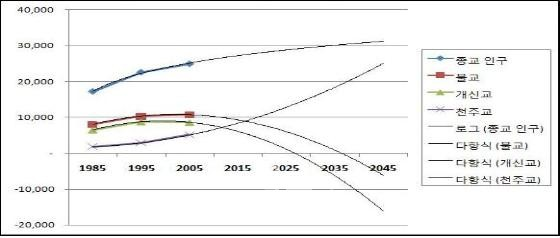 40,000
30,000
20,000
10,000
-
-10,000
-20,000
1985 1995 2005 2015 2025 2035 2045
종교 인구
불교
개신교
천주교
로그 (종교 인구)
다항식 (불교)
다항식 (개신교)
다항식 (천주교)